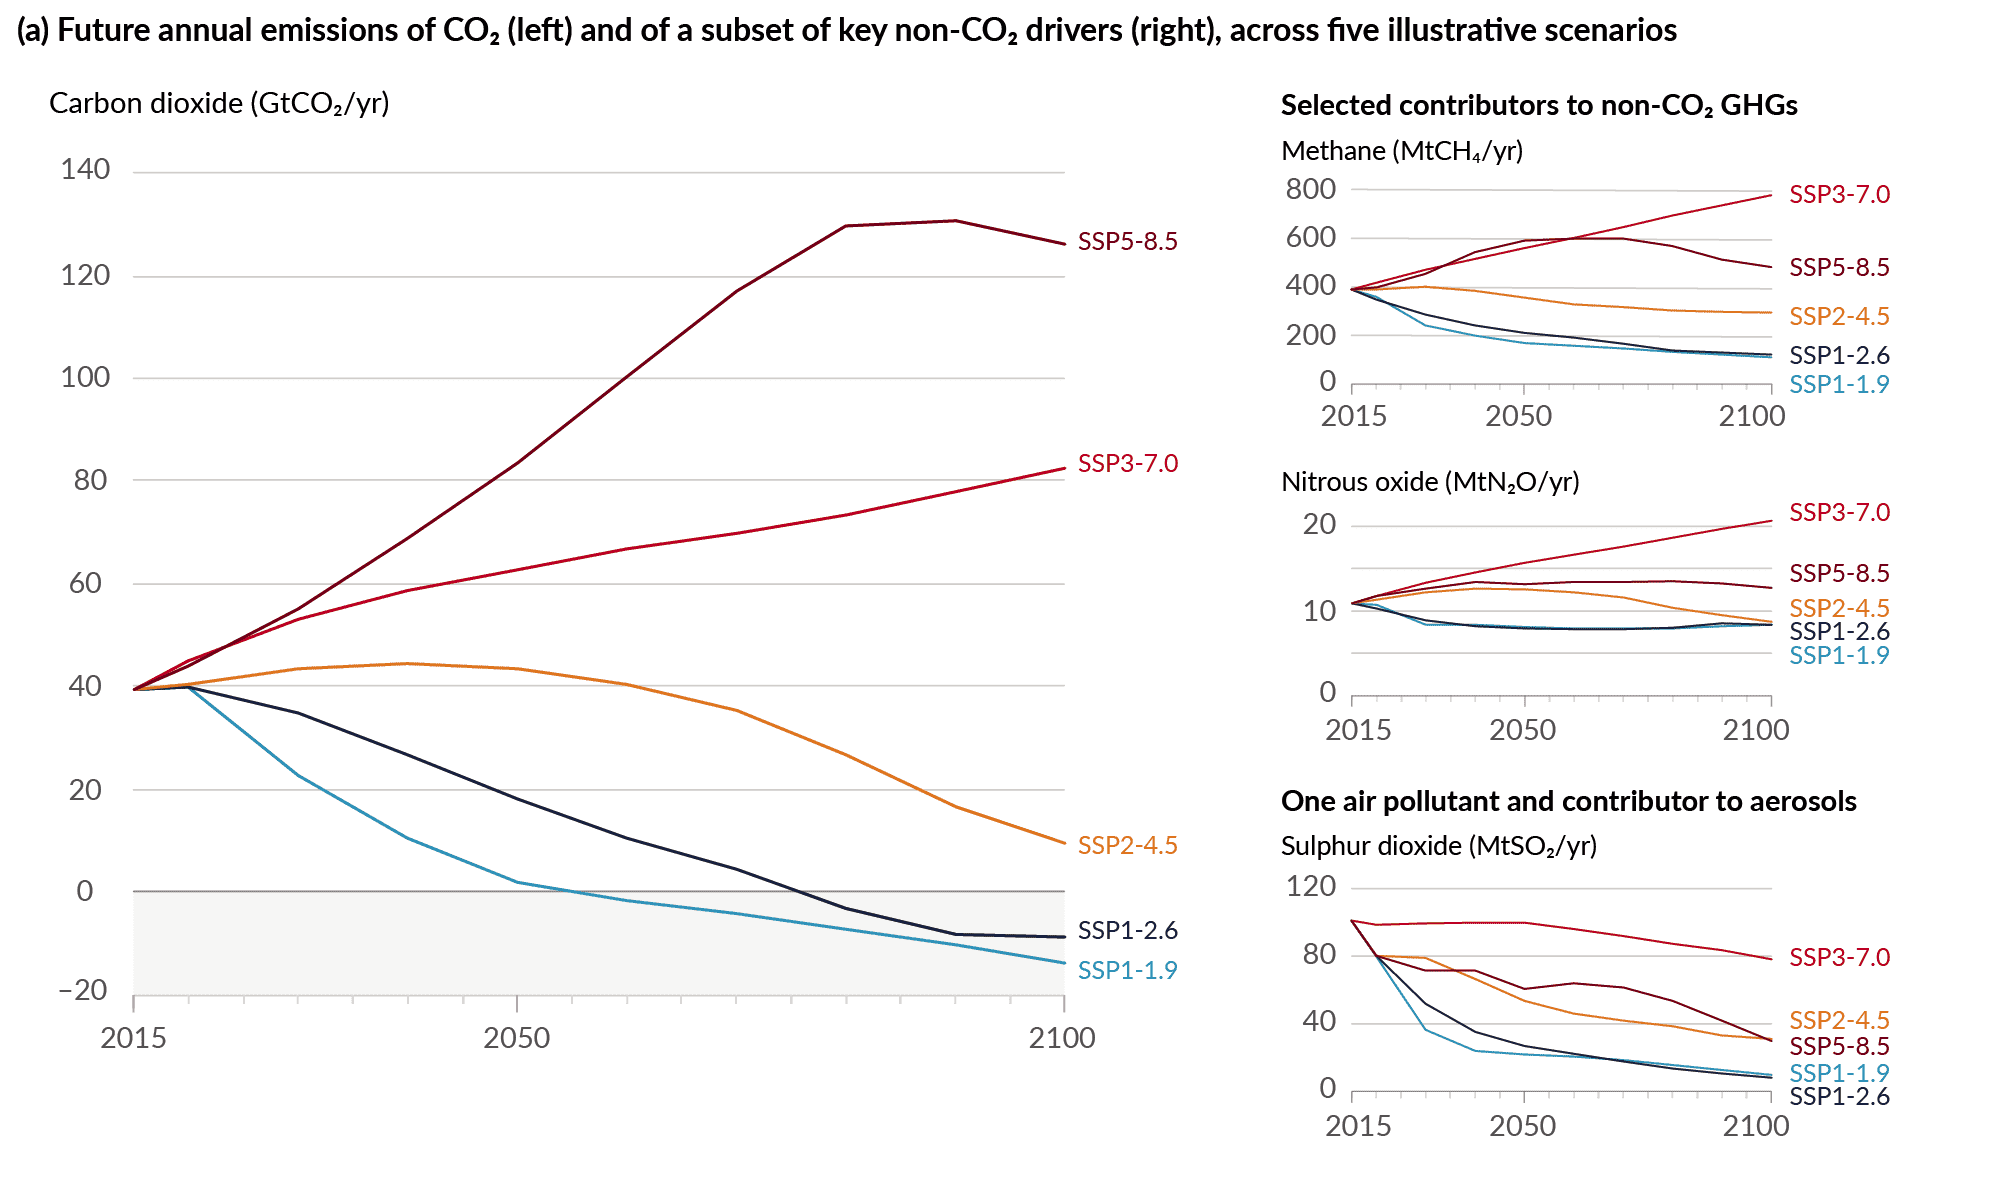 (a) Future annual emissions of CO₂ (left) and of a subset of key non-CO₂ drivers (right), across five illustrative scenarios
Carbon dioxide (GtCO₂/yr)
140
120
100
80
60
40
20
0
−20
2015
2050
2100
SSP5-8.5
SSP3-7.0
SSP2-4.5
SSP1-2.6
SSP1-1.9
Selected contributors to non-CO₂ GHGs
Methane (MtCH₄/yr)
800
600
400
200
0
2015
2050
2100
SSP3-7.0
SSP5-8.5
SSP2-4.5
SSP1-2.6
SSP1-1.9
Nitrous oxide (MtN₂O/yr)
20
10
0
2015
2050
2100
SSP3-7.0
SSP5-8.5
SSP2-4.5
SSP1-2.6
SSP1-1.9
One air pollutant and contributor to aerosols
Sulphur dioxide (MtSO₂/yr)
120
80
40
0
2015
2050
2100
SSP3-7.0
SSP2-4.5
SSP5-8.5
SSP1-1.9
SSP1-2.6